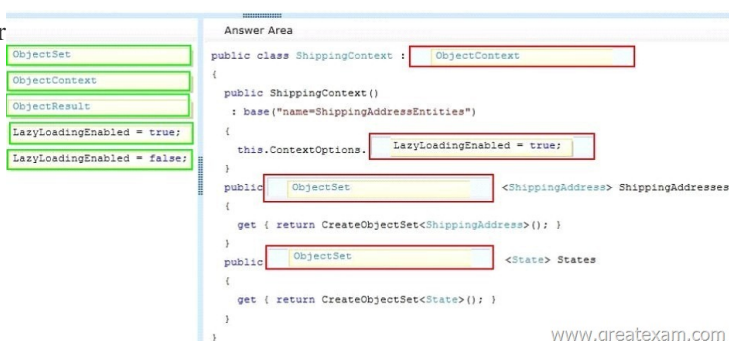 r
ObjectSet
ObjectContext
ObjectResult
LazyLoadingEnabled = true;
LazyLoadingEnabled = false;
Answer Area
public class ShippingContext : ObjectContext
{
public ShippingContext()
: base("name=ShippingAddressEntities")
{
this.ContextOptions. LazyLoadingEnabled = true;
}
public ObjectSet <ShippingAddress> ShippingAddresses
{
get { return CreateObjectSet<ShippingAddress>(); }
}
public ObjectSet <State> States
{
get { return CreateObjectSet<State>(); }
}
}
www.greatexam.com